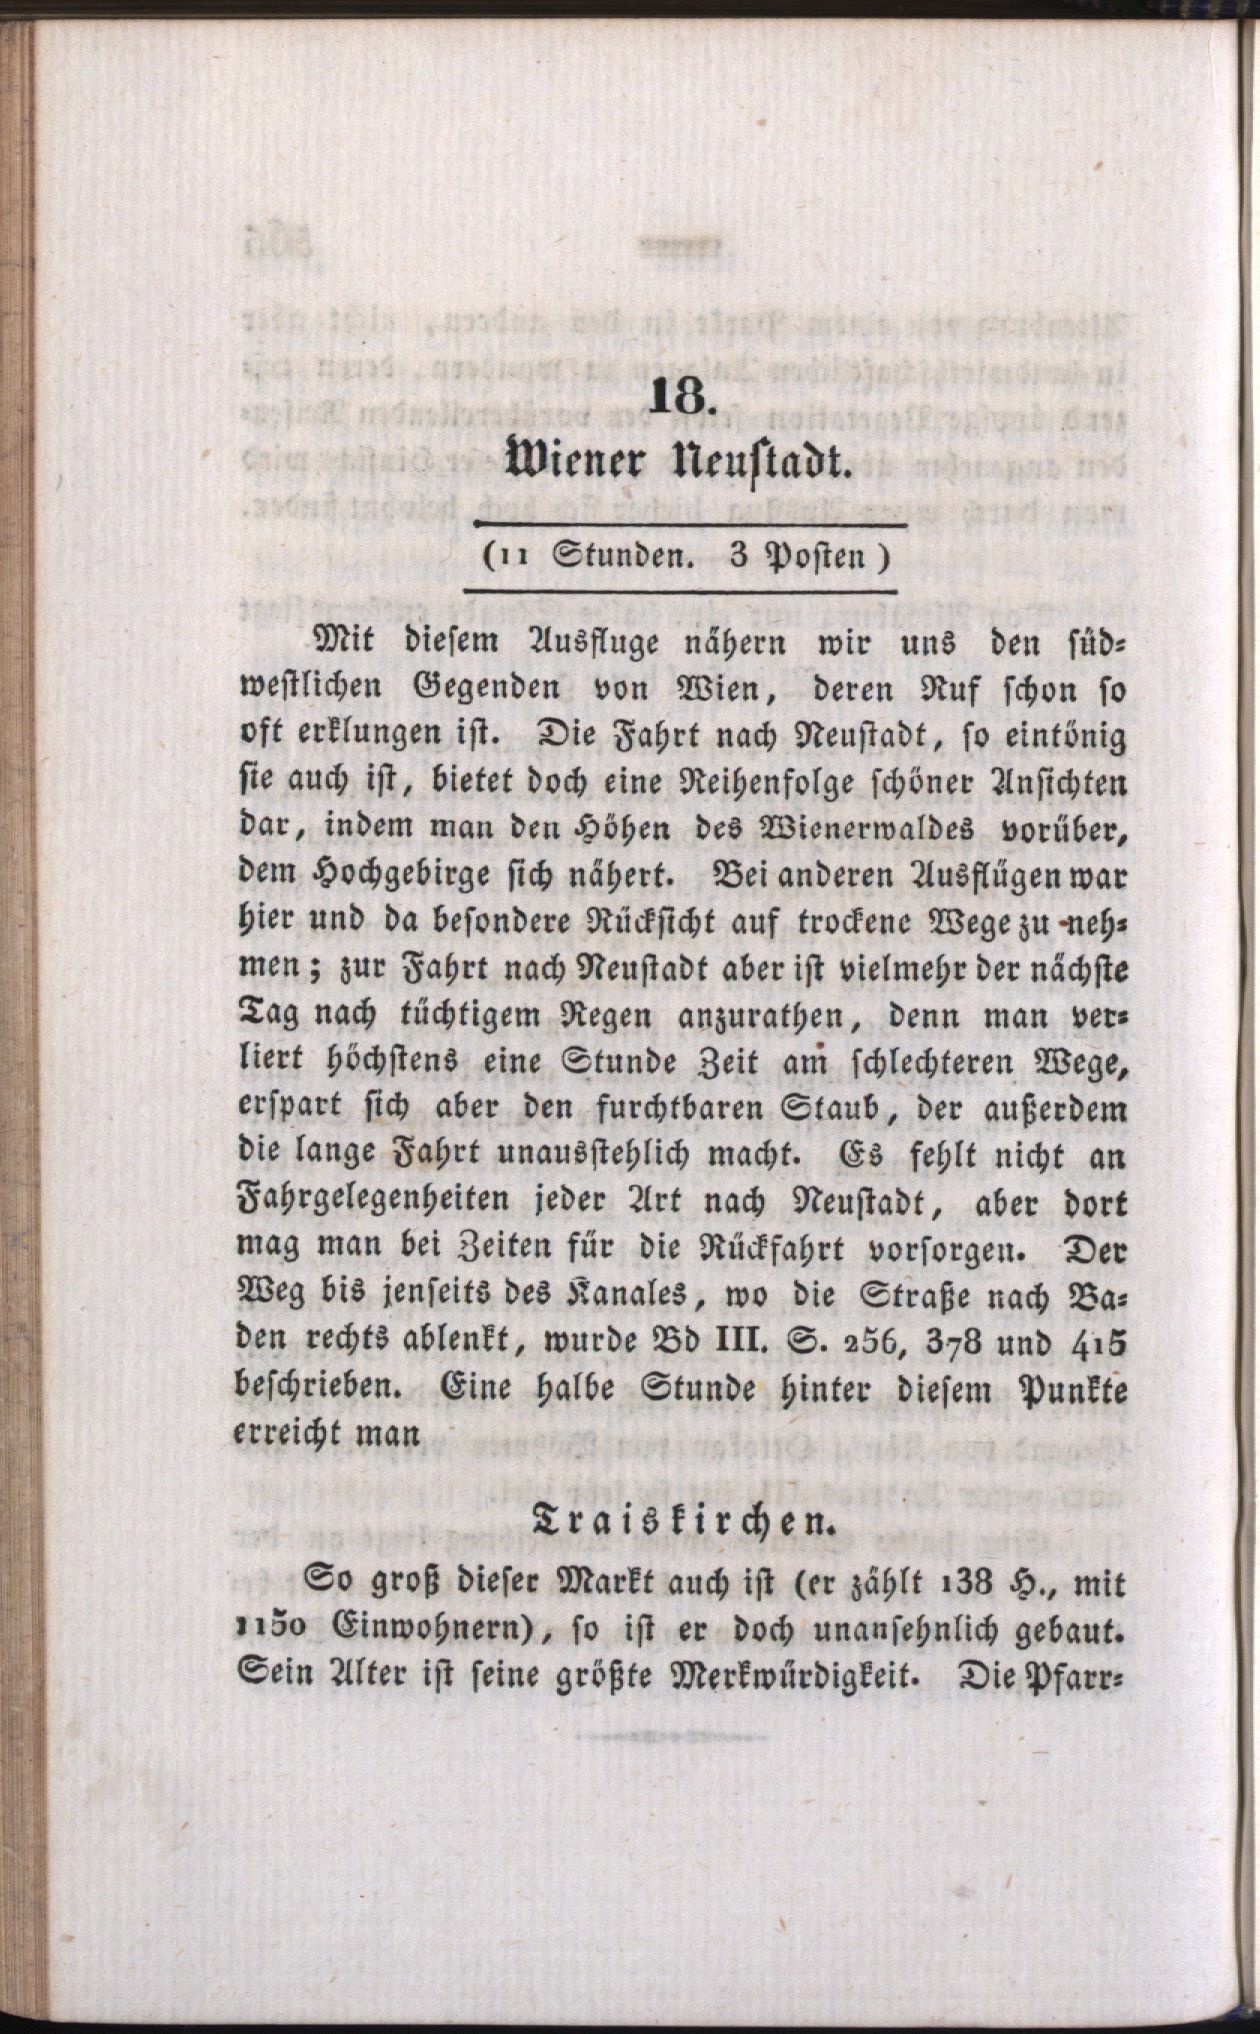 18.
Wiener Neustadt.
(11 Stunden. 3 Posten)
Mit diesem Ausfluge nähern wir uns den süd-
westlichen Gegenden von Wien, deren Ruf schon so
oft erklungen ist. Die Fahrt nach Neustadt, so eintönig
sie auch ist, bietet doch eine Reihenfolge schöner Ansichten
dar, indem man den Höhen des Wienerwaldes vorüber,
dem Hochgebirge sich nähert. Bei anderen Ausflügen war
hier und da besondere Rücksicht auf trockene Wege zu neh-
men; zur Fahrt nach Neustadt aber ist vielmehr der nächste
Tag nach tüchtigem Regen anzurathen, denn man ver-
liert höchstens eine Stunde Zeit am schlechteren Wege,
erspart sich aber den furchtbaren Staub, der außerdem
die lange Fahrt unausstehlich macht. Es fehlt nicht an
Fahrgelegenheiten jeder Art nach Neustadt, aber dort
mag man bei Zeiten für die Rückfahrt vorsorgen. Der
Weg bis jenseits des Kanales, wo die Straße nach Ba-
den rechts ablenkt, wurde Bd III. S. 256, 378 und 415
beschrieben. Eine halbe Stunde hinter diesem Punkte
erreicht man
Traiskirchen.
So groß dieser Markt auch ist (er zählt 138 H., mit
1150 Einwohnern), so ist er doch unansehnlich gebaut.
Sein Alter ist seine größte Merkwürdigkeit. Die Pfarr-